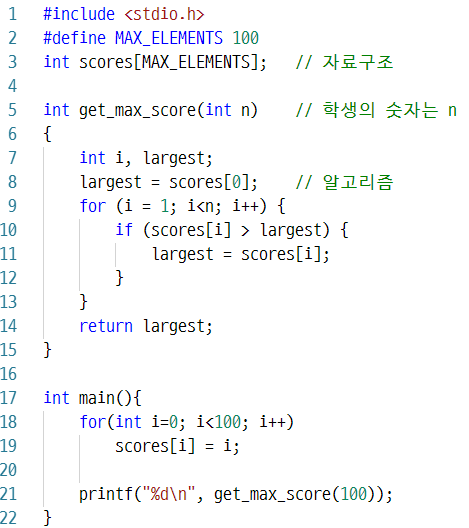 1 #include <stdio.h>
2 #define MAX_ELEMENTS 100
3 int scores[MAX_ELEMENTS];   // 자료구조
4
5 int get_max_score(int n)    // 학생의 숫자는 n
6 {
7     int i, largest;
8     largest = scores[0];    // 알고리즘
9     for (i = 1; i<n; i++) {
10         if (scores[i] > largest) {
11             largest = scores[i];
12         }
13     }
14     return largest;
15 }
16
17 int main(){
18     for(int i=0; i<100; i++)
19         scores[i] = i;
20
21     printf("%d\n", get_max_score(100));
22 }